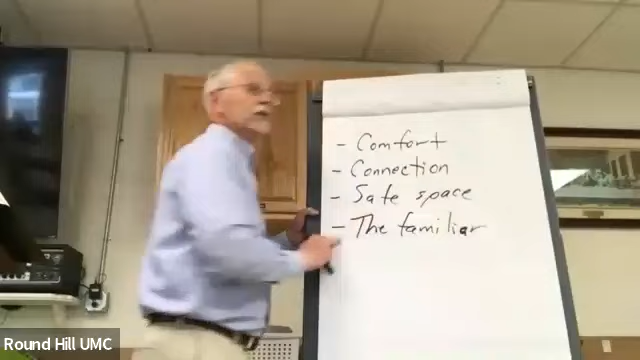 - Comfort
- Connection
- Safe space
- The familiar
Round Hill UMC